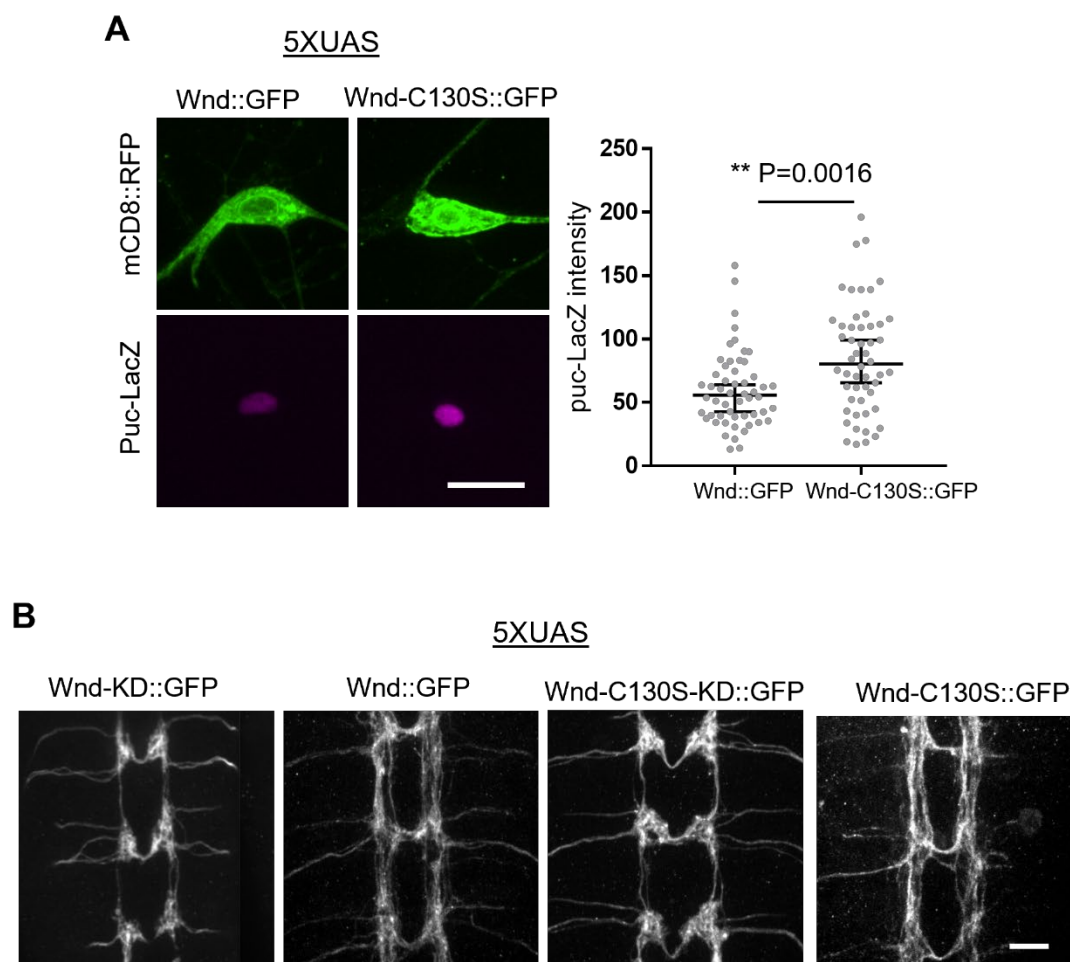 A
5XUAS
Wnd::GFP
Wnd-C130S::GFP
mCD8::RFP
Puc-LacZ
puc-LacZ intensity
250
200
150
100
50
0
** P=0.0016
Wnd::GFP
Wnd-C130S::GFP
B
5XUAS
Wnd-KD::GFP
Wnd::GFP
Wnd-C130S-KD::GFP
Wnd-C130S::GFP